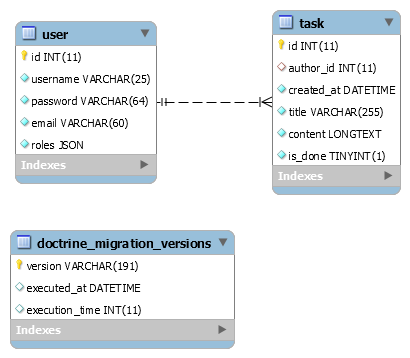 user
id INT(11)
username VARCHAR(25)
password VARCHAR(64)
email VARCHAR(60)
roles JSON
Indexes
task
id INT(11)
author_id INT(11)
created_at DATETIME
title VARCHAR(255)
content LONGTEXT
is_done TINYINT(1)
Indexes
doctrine_migration_versions
version VARCHAR(191)
executed_at DATETIME
execution_time INT(11)
Indexes